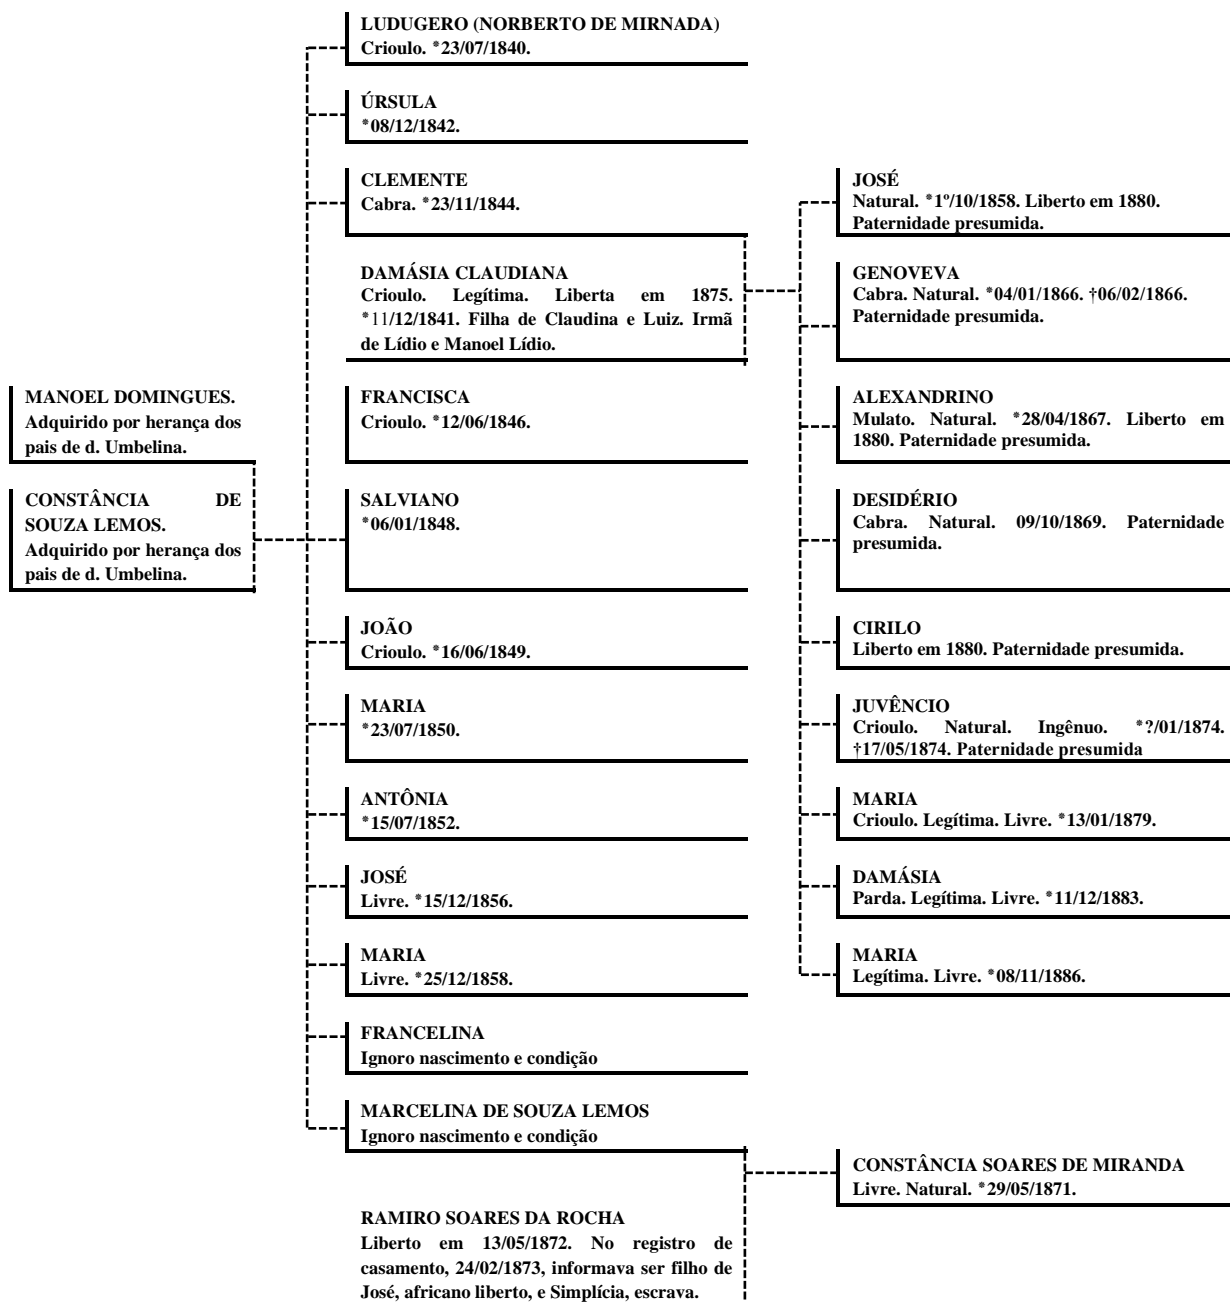 MANOEL DOMINGUES.
Adquirido por herança dos
pais de d. Umbelina.
CONSTÂNCIA DE
SOUZA LEMOS.
Adquirido por herança dos
pais de d. Umbelina.
LUDUGERO (NORBERTO DE MIRNADA)
Crioulo. *23/07/1840.
ÚRSULA
*08/12/1842.
CLEMENTE
Cabra. *23/11/1844.
DAMÁSIA CLAUDIANA
Crioulo. Legítima. Liberta em 1875.
*11/12/1841. Filha de Claudina e Luiz. Irmã
de Lídio e Manoel Lídio.
FRANCISCA
Crioulo. *12/06/1846.
SALVIANO
*06/01/1848.
JOÃO
Crioulo. *16/06/1849.
MARIA
*23/07/1850.
ANTÔNIA
*15/07/1852.
JOSÉ
Livre. *15/12/1856.
MARIA
Livre. *25/12/1858.
FRANCELINA
Ignoro nascimento e condição
MARCELINA DE SOUZA LEMOS
Ignoro nascimento e condição
RAMIRO SOARES DA ROCHA
Liberto em 13/05/1872. No registro de
casamento, 24/02/1873, informava ser filho de
José, africano liberto, e Simplícia, escrava.
JOSÉ
Natural. *1º/10/1858. Liberto em 1880.
Paternidade presumida.
GENOVEVA
Cabra. Natural. *04/01/1866. †06/02/1866.
Paternidade presumida.
ALEXANDRINO
Mulato. Natural. *28/04/1867. Liberto em
1880. Paternidade presumida.
DESIDÉRIO
Cabra. Natural. 09/10/1869. Paternidade
presumida.
CIRILO
Liberto em 1880. Paternidade presumida.
JUVÊNCIO
Crioulo. Natural. Ingênuo. *?/01/1874.
†17/05/1874. Paternidade presumida
MARIA
Crioulo. Legítima. Livre. *13/01/1879.
DAMÁSIA
Parda. Legítima. Livre. *11/12/1883.
MARIA
Legítima. Livre. *08/11/1886.
CONSTÂNCIA SOARES DE MIRANDA
Livre. Natural. *29/05/1871.